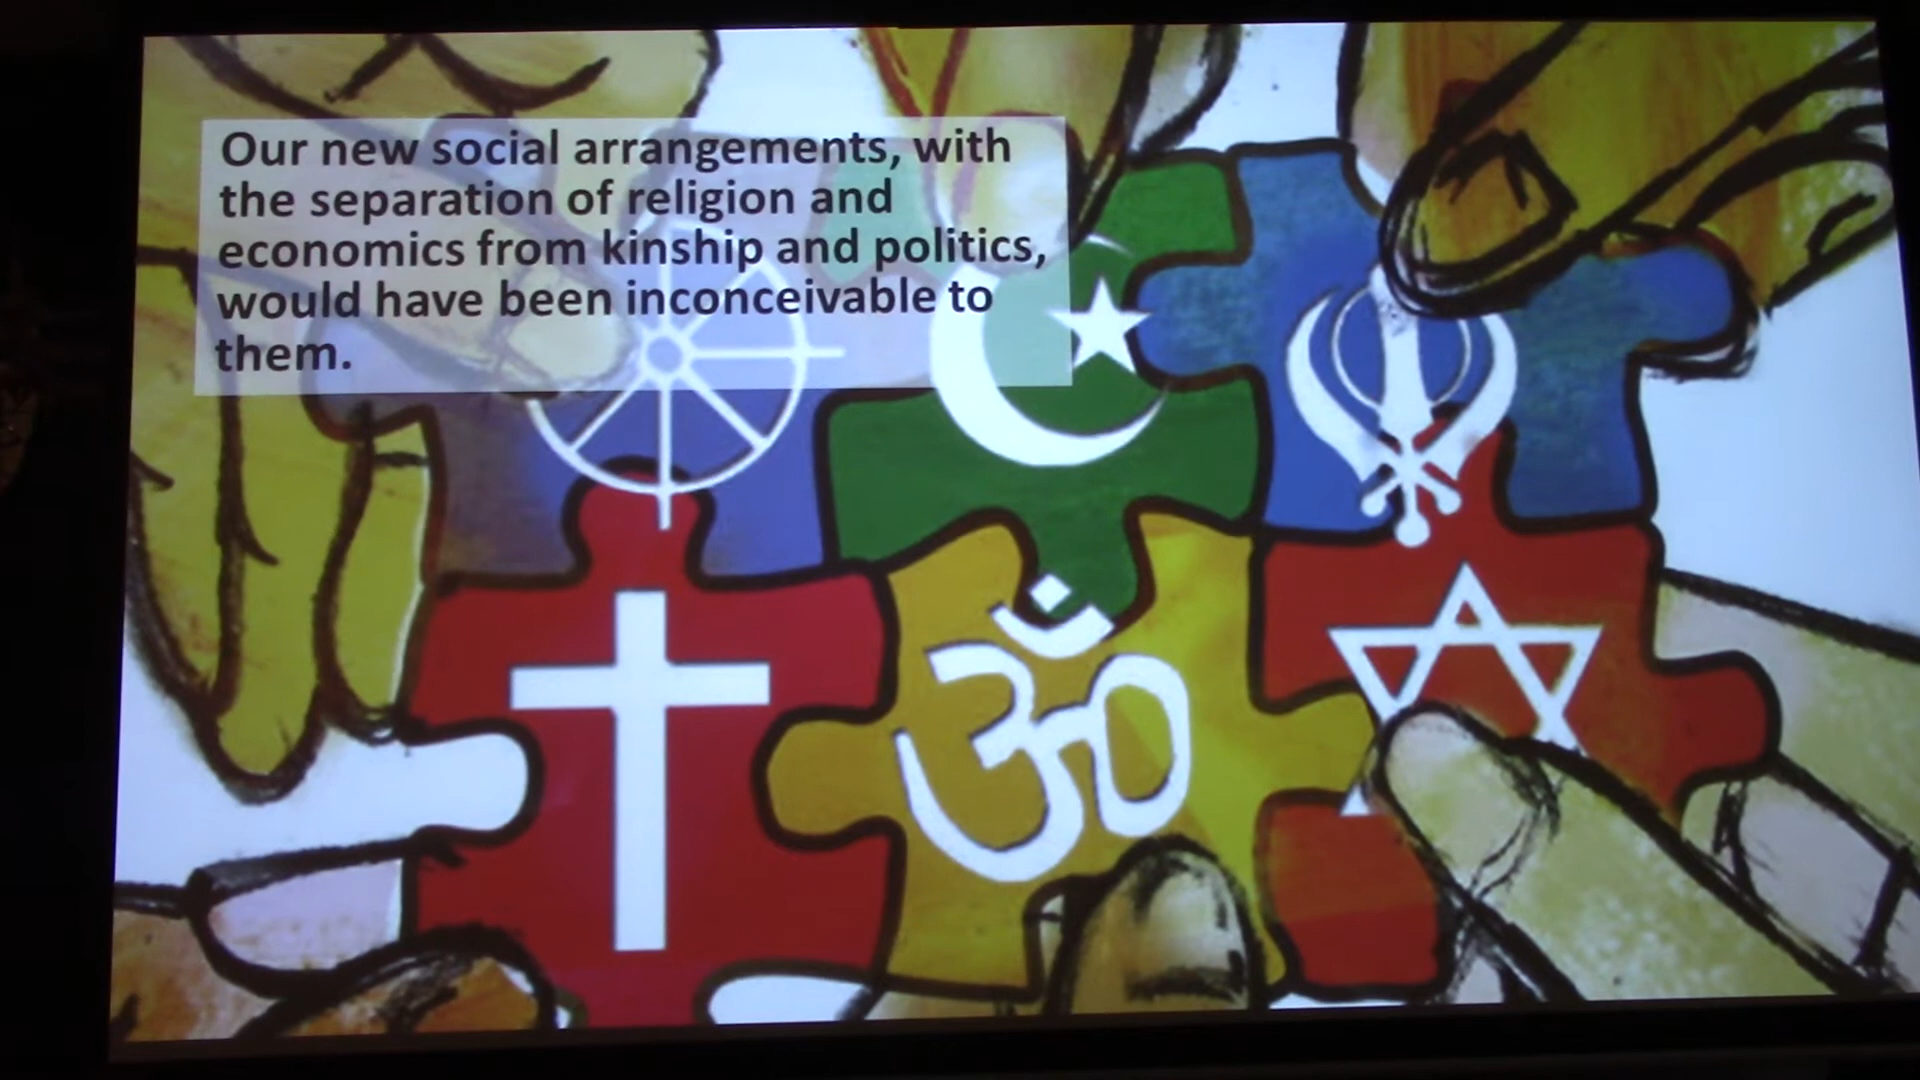 Our new social arrangements, with
the separation of religion and
economics from kinship and politics,
would have been inconceivable to
them.